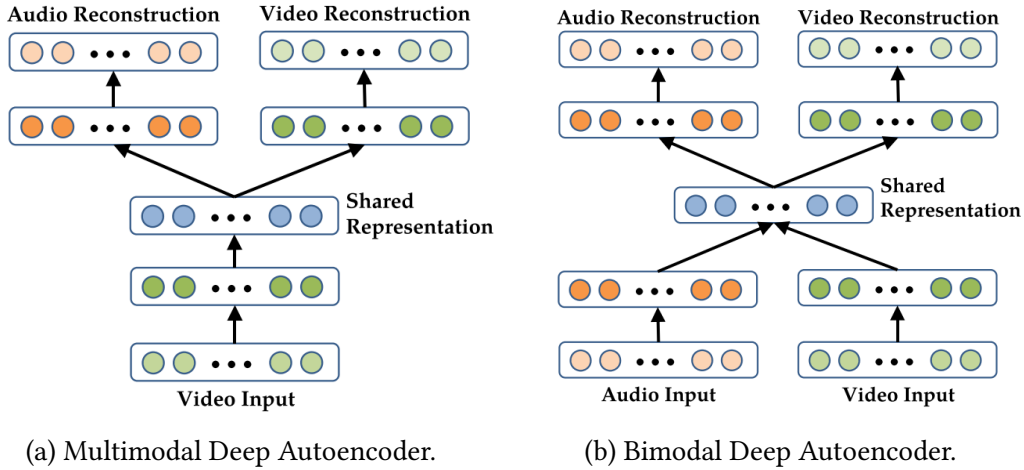 Audio Reconstruction
Video Reconstruction
Shared
Representation
Video Input
(a) Multimodal Deep Autoencoder.
Audio Reconstruction
Video Reconstruction
Shared
Representation
Audio Input
Video Input
(b) Bimodal Deep Autoencoder.